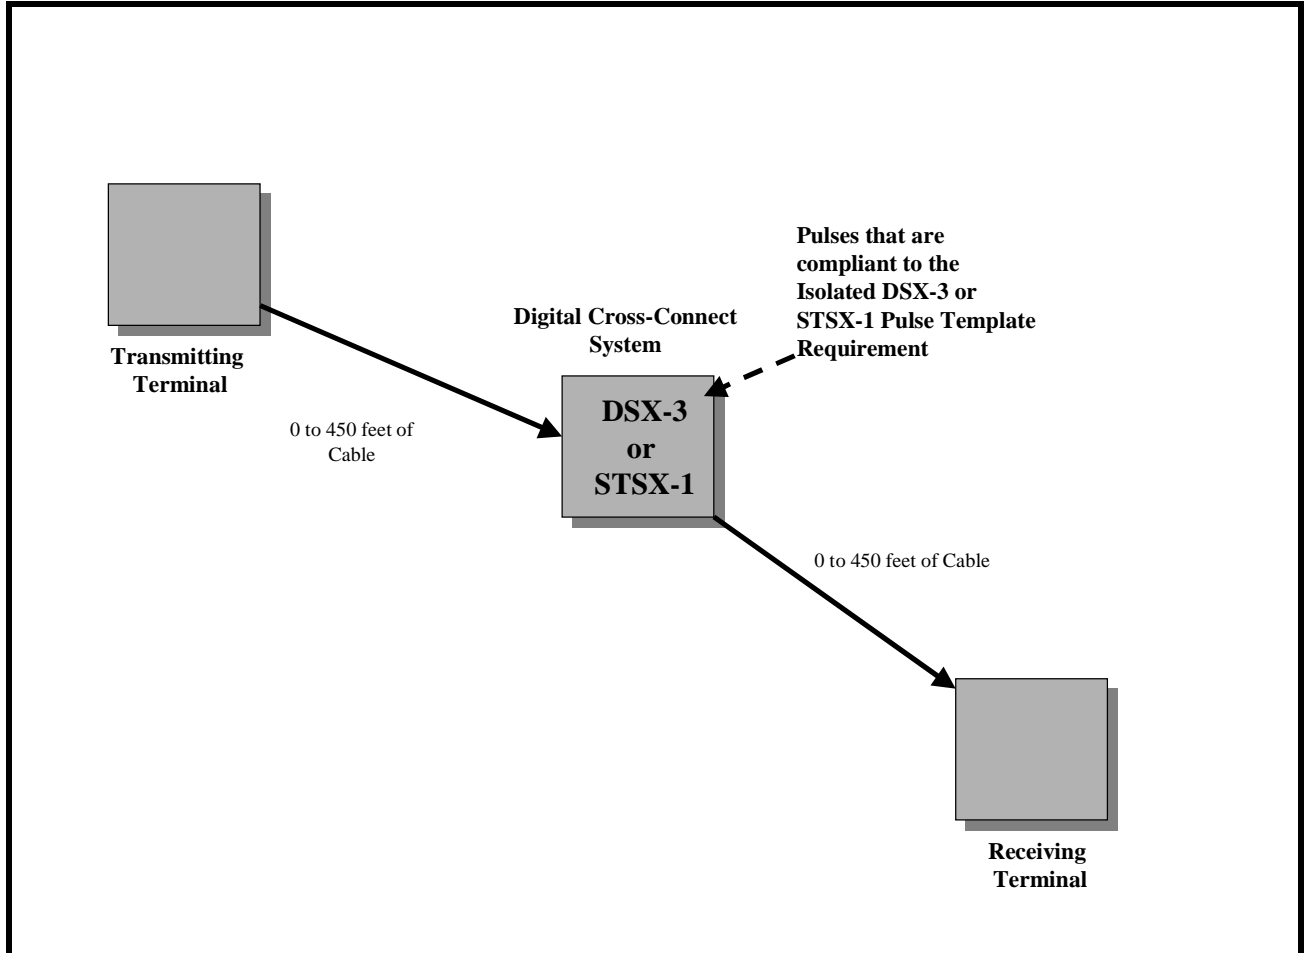 Transmitting
Terminal
0 to 450 feet of
Cable
Digital Cross-Connect
System
DSX-3
or
STSX-1
Pulses that are
compliant to the
Isolated DSX-3 or
STSX-1 Pulse Template
Requirement
0 to 450 feet of Cable
Receiving
Terminal